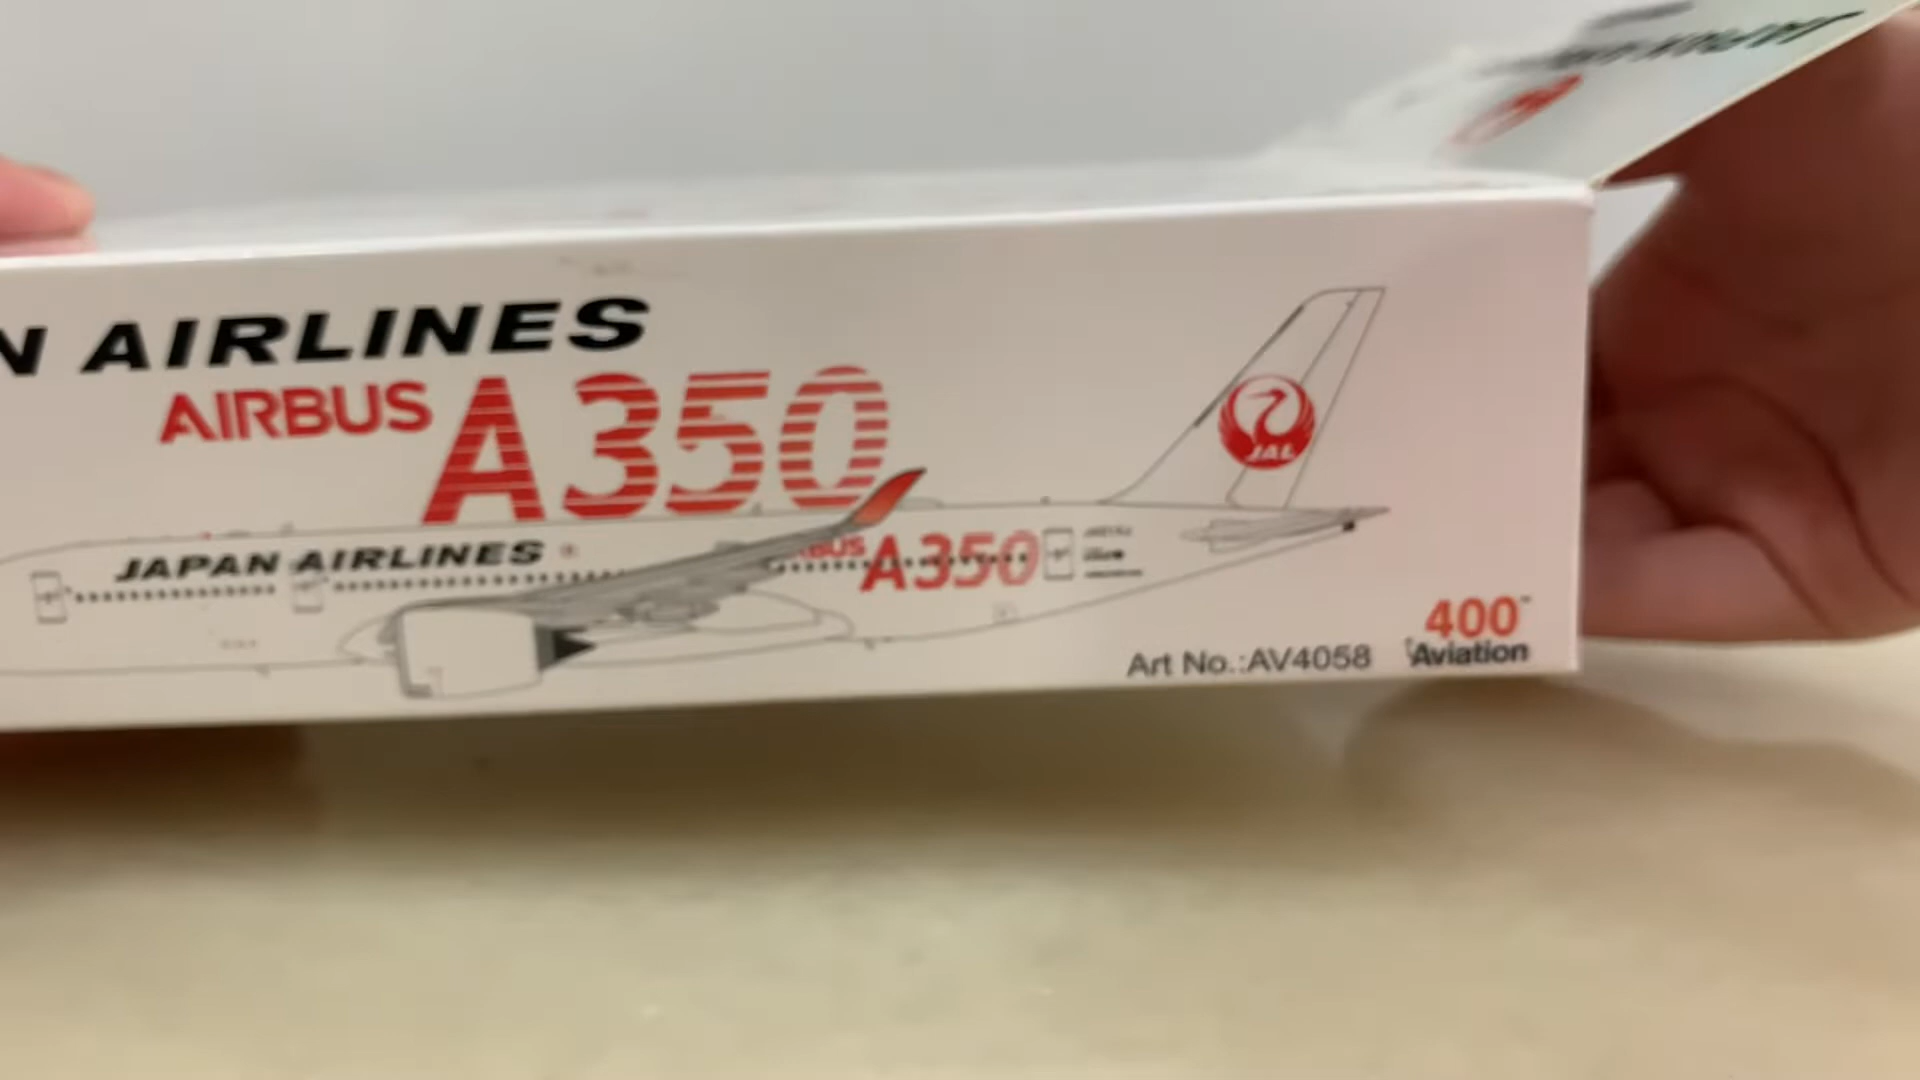 N AIRLINES
AIRBUS A350
JAPAN AIRLINES
A350
JAL
400
Aviation
Art No.:AV4058